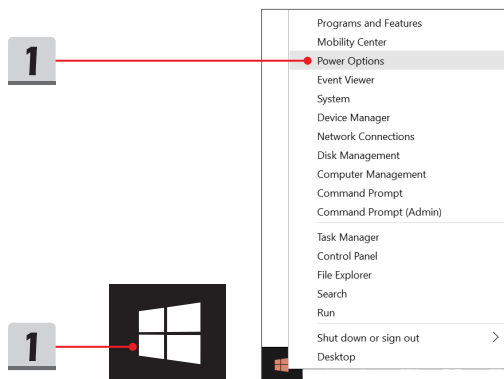 1
Programs and Features
Mobility Center
Power Options
Event Viewer
System
Device Manager
Network Connections
Disk Management
Computer Management
Command Prompt
Command Prompt (Admin)
Task Manager
Control Panel
File Explorer
Search
Run
Shut down or sign out
Desktop
1